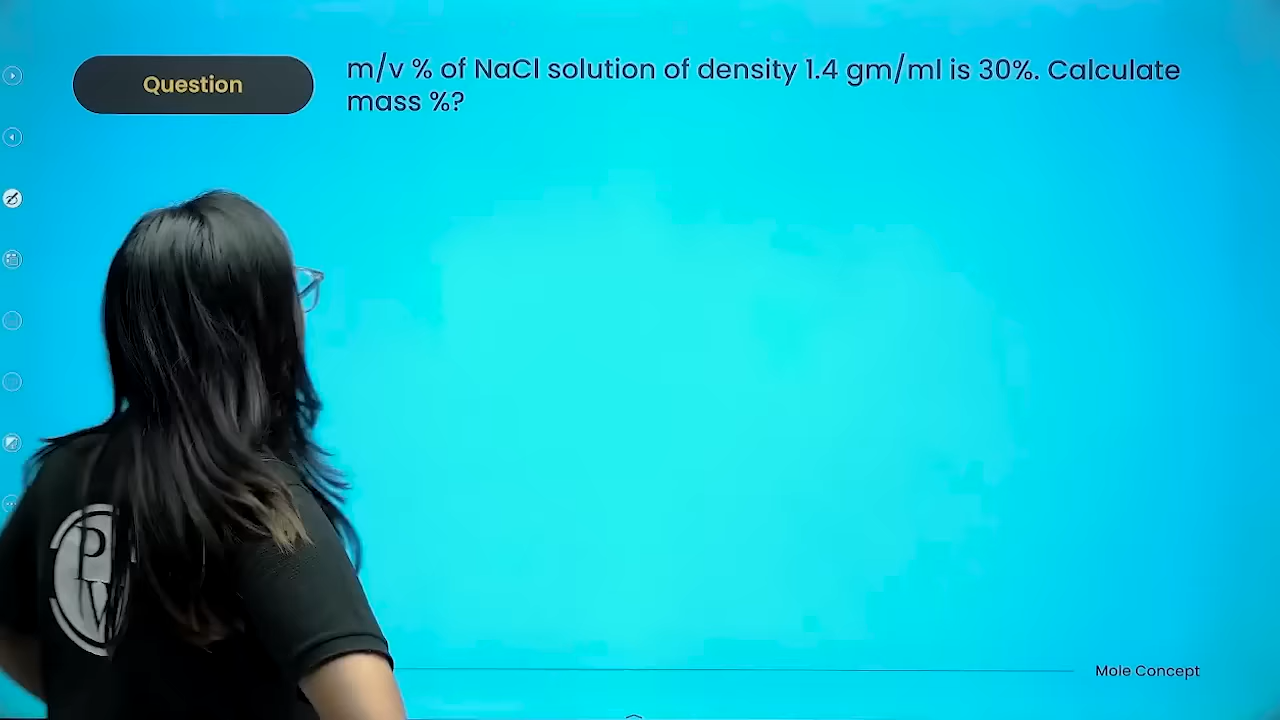 Question
m/v % of NaCl solution of density 1.4 gm/ml is 30%. Calculate
mass %?
P
W
Mole Concept